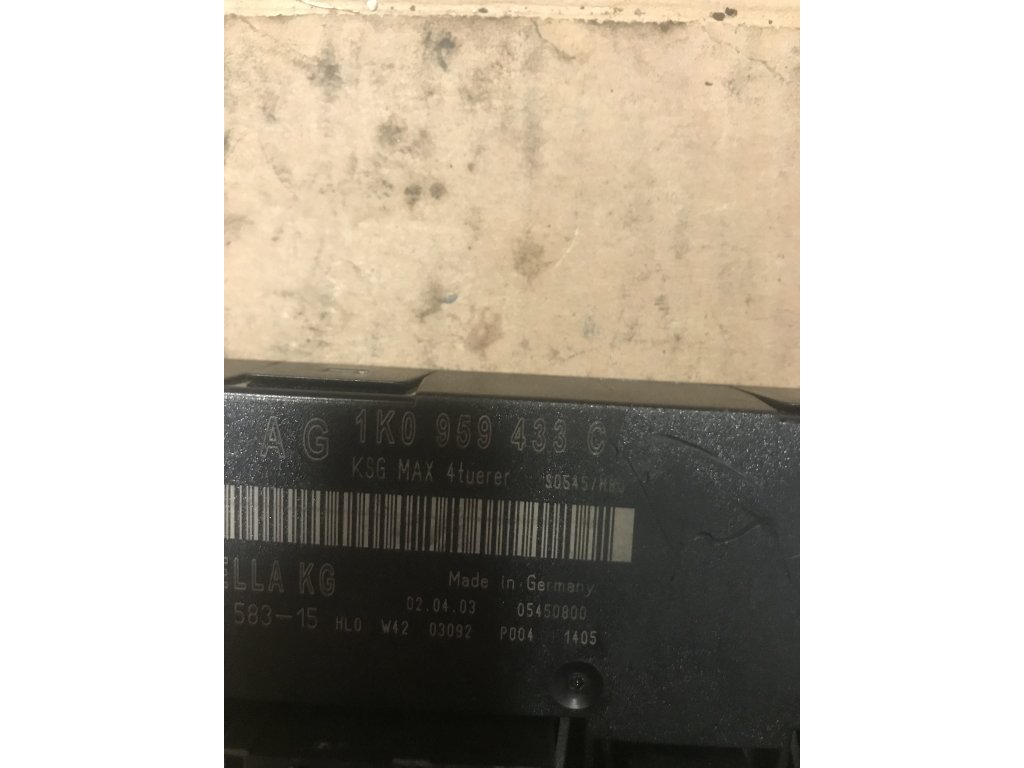 AG 1K0 959 433 C
KSG MAX 4tuerer
ELLA KG
Made in Germany
02.04.03 05450800
583-15 HLO W42 03092 P004 1405